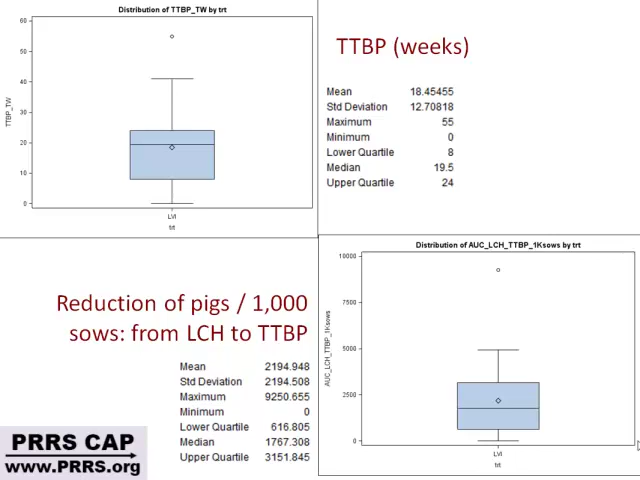 Distribution of TTBP_TW by trt
60
50
40
30
20
10
0
TTBP_TW
LVI
trt
TTBP (weeks)
Mean 18.45455
Std Deviation 12.70818
Maximum 55
Minimum 0
Lower Quartile 8
Median 19.5
Upper Quartile 24
Reduction of pigs / 1,000
sows: from LCH to TTBP
Mean 2194.948
Std Deviation 2194.508
Maximum 9250.655
Minimum 0
Lower Quartile 616.805
Median 1767.308
Upper Quartile 3151.845
PRRS CAP
www.PRRS.org
Distribution of AUC_LCH_TTBP_1Ksows by trt
10000
7500
5000
2500
0
AUC_LCH_TTBP_1Ksows
LVI
trt